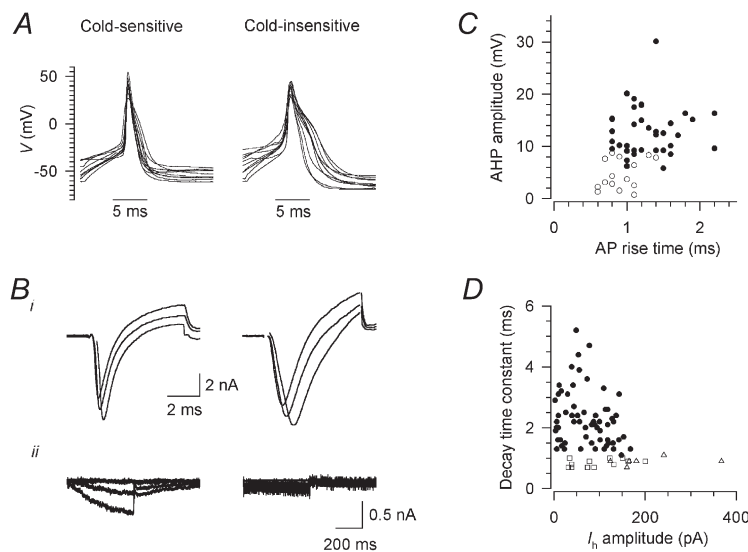 A
Cold-sensitive
Cold-insensitive
50
0
-50
V (mV)
5 ms
5 ms
B
i
2 nA
2 ms
ii
0.5 nA
200 ms
C
30
20
10
0
AHP amplitude (mV)
0
1
2
AP rise time (ms)
D
6
4
2
0
Decay time constant (ms)
0
200
400
Ih amplitude (pA)